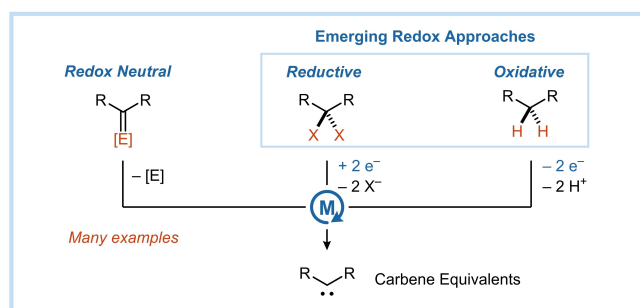 Emerging Redox Approaches
Redox Neutral
Reductive
Oxidative
R R
[E]
R R
X X
R R
H H
– [E]
+ 2 e⁻
– 2 X⁻
– 2 e⁻
– 2 H⁺
M
Many examples
R R
Carbene Equivalents